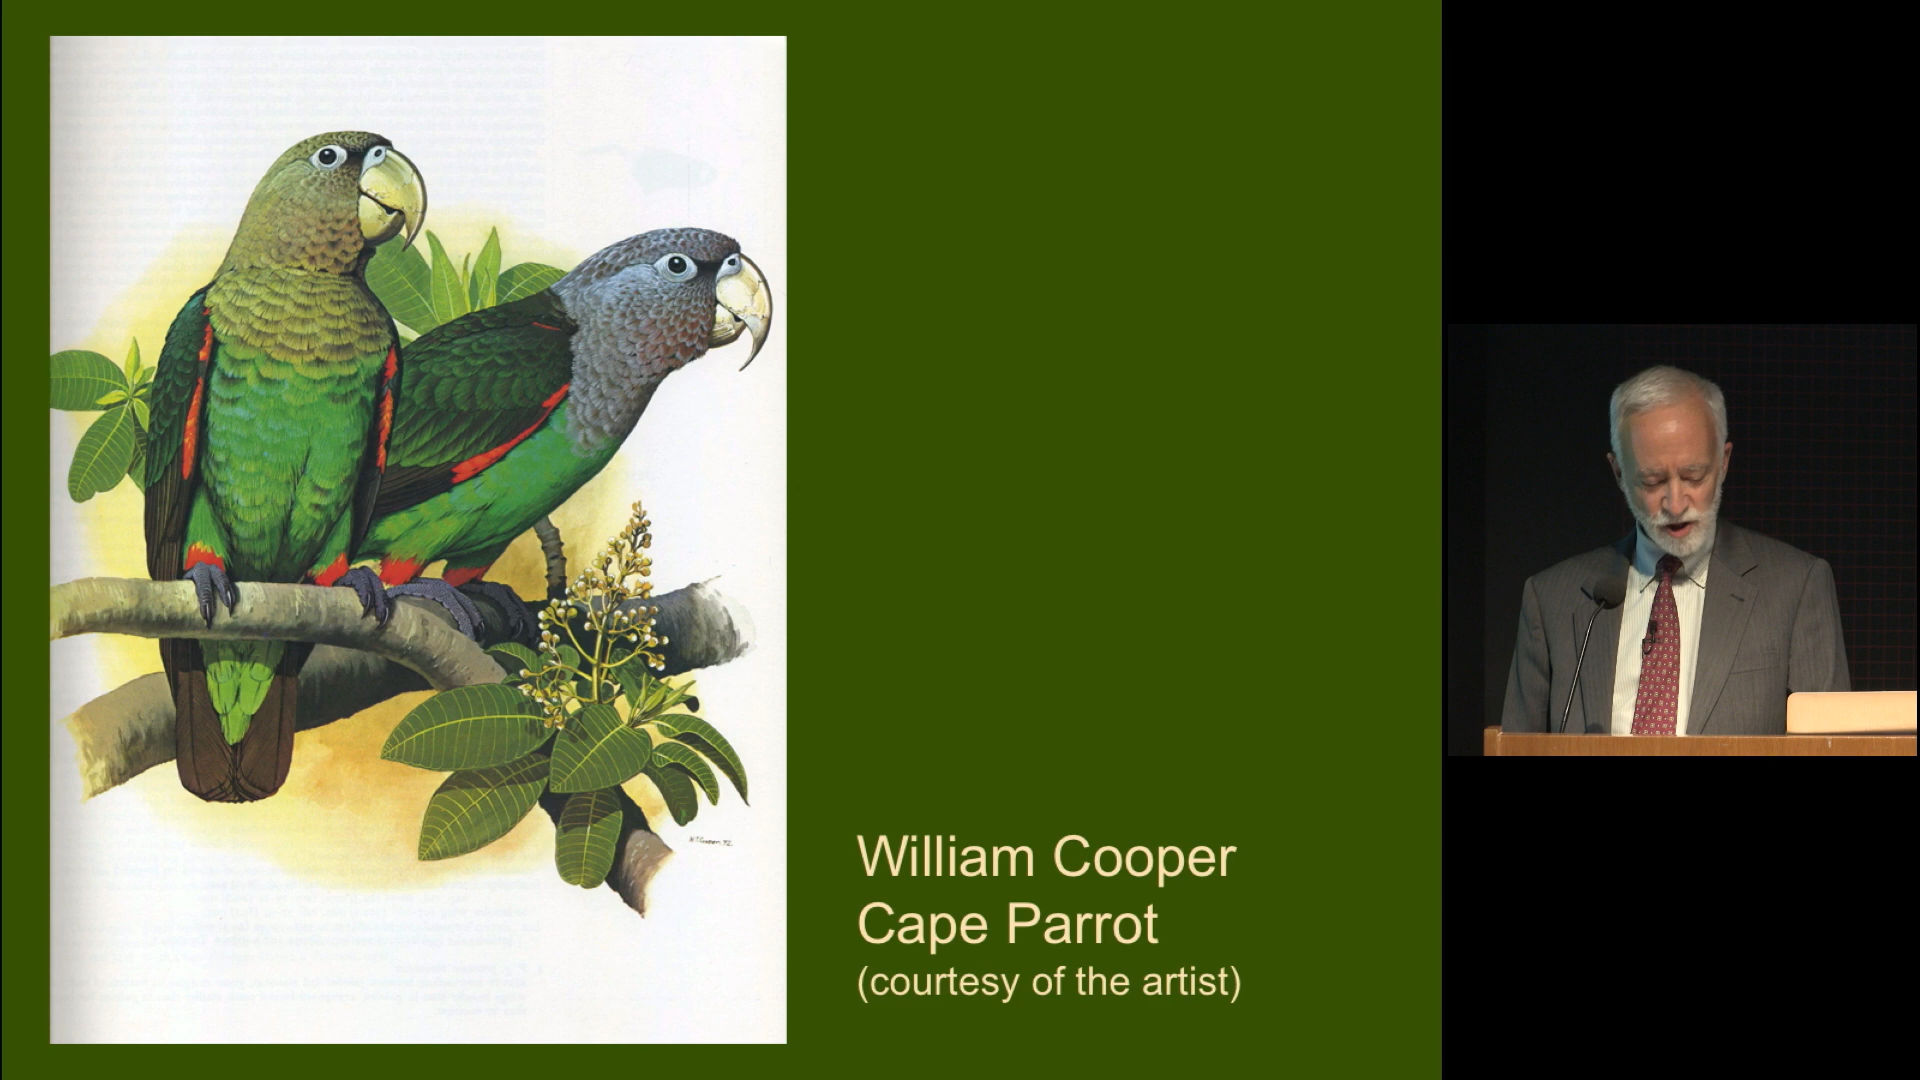 William Cooper
Cape Parrot
(courtesy of the artist)